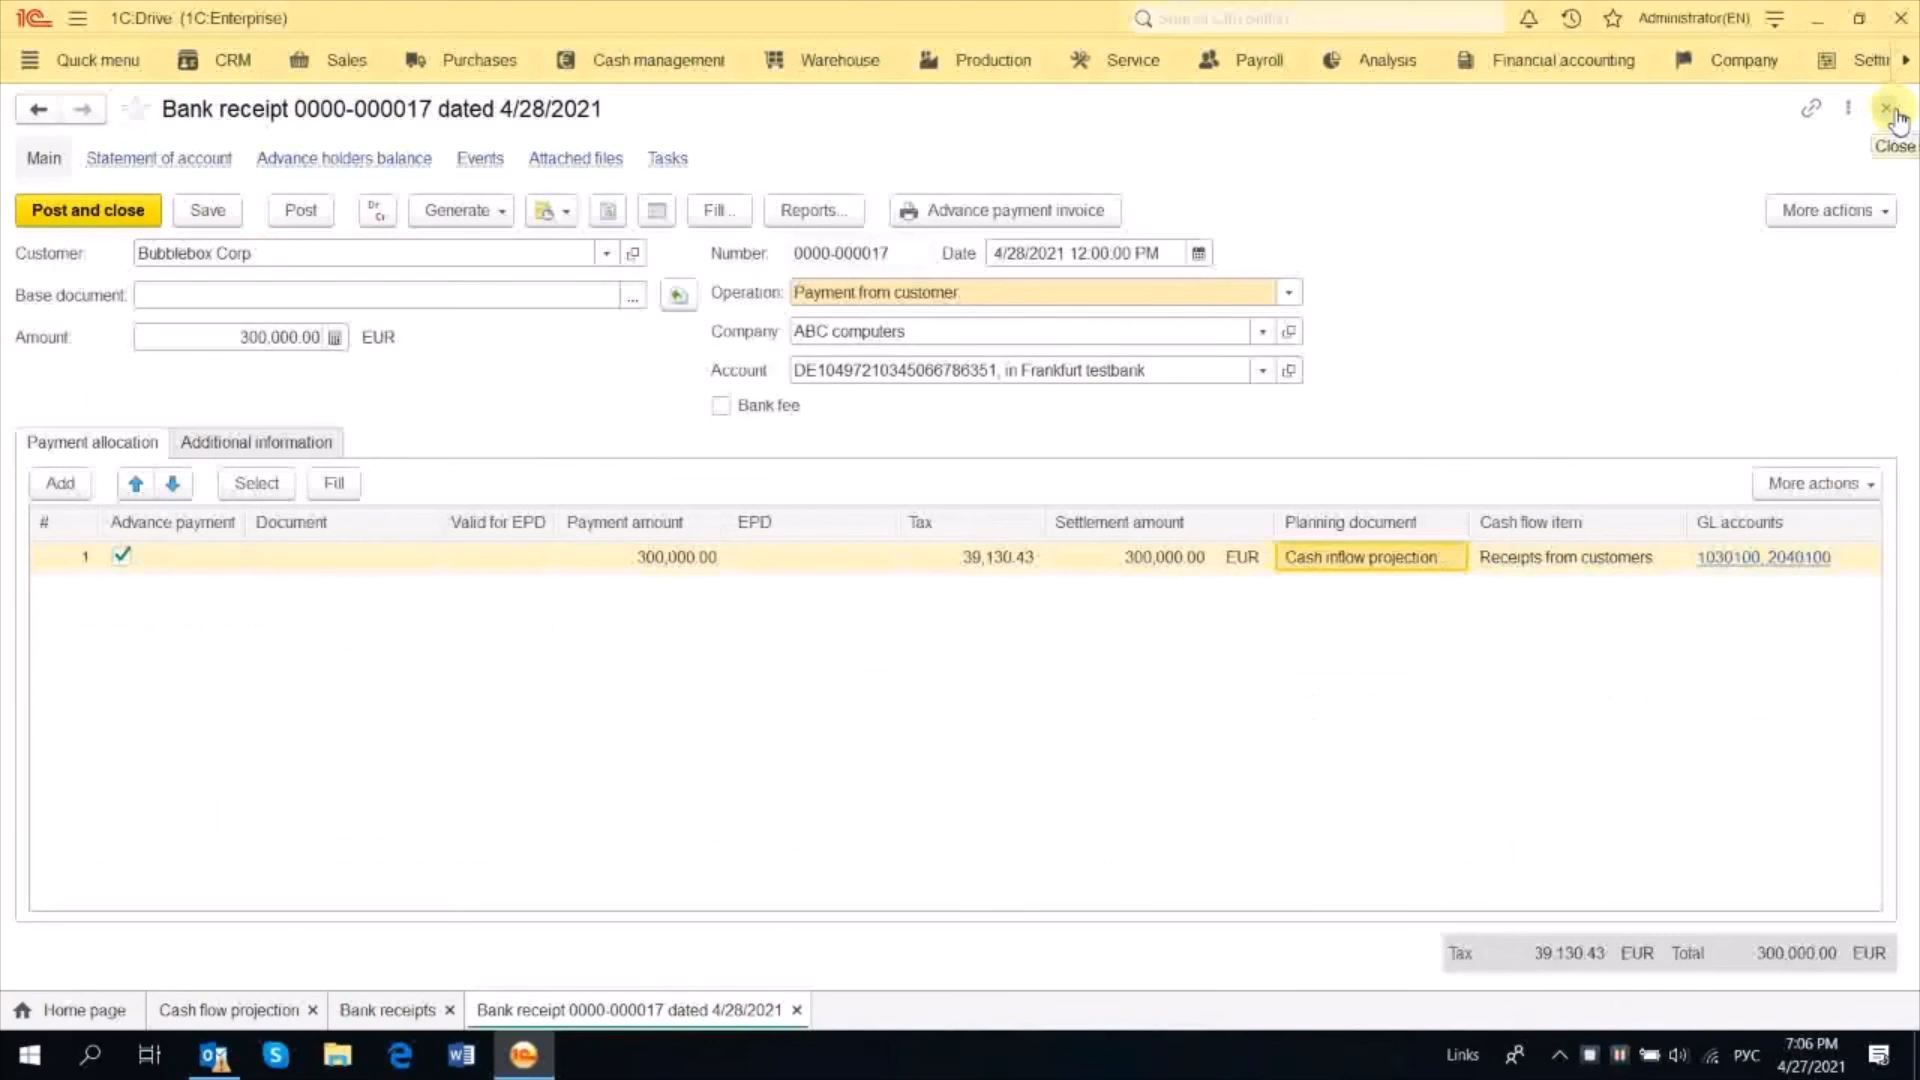 1C:Drive (1C:Enterprise)
Administrator(EN)
Quick menu CRM Sales Purchases Cash management Warehouse Production Service Payroll Analysis Financial accounting Company
Bank receipt 0000-000017 dated 4/28/2021
Close
Main Statement of account Advance holders balance Events Attached files Tasks
Post and close Save Post Dr Cr Generate Fill... Reports... Advance payment invoice More actions
Customer: Bubblebox Corp Number: 0000-000017 Date 4/28/2021 12:00:00 PM
Base document: ... Operation: Payment from customer
Amount: 300,000.00 EUR Company ABC computers
Account DE10497210345066786351, in Frankfurt testbank
Bank fee
Payment allocation Additional information
Add Select Fill More actions
# Advance payment Document Valid for EPD Payment amount EPD Tax Settlement amount Planning document Cash flow item GL accounts
1 300,000.00 39,130.43 300,000.00 EUR Cash inflow projection Receipts from customers 1030100, 2040100
Tax 39,130.43 EUR Total 300,000.00 EUR
Home page Cash flow projection × Bank receipts × Bank receipt 0000-000017 dated 4/28/2021 ×
Links РУС 7:06 PM
4/27/2021